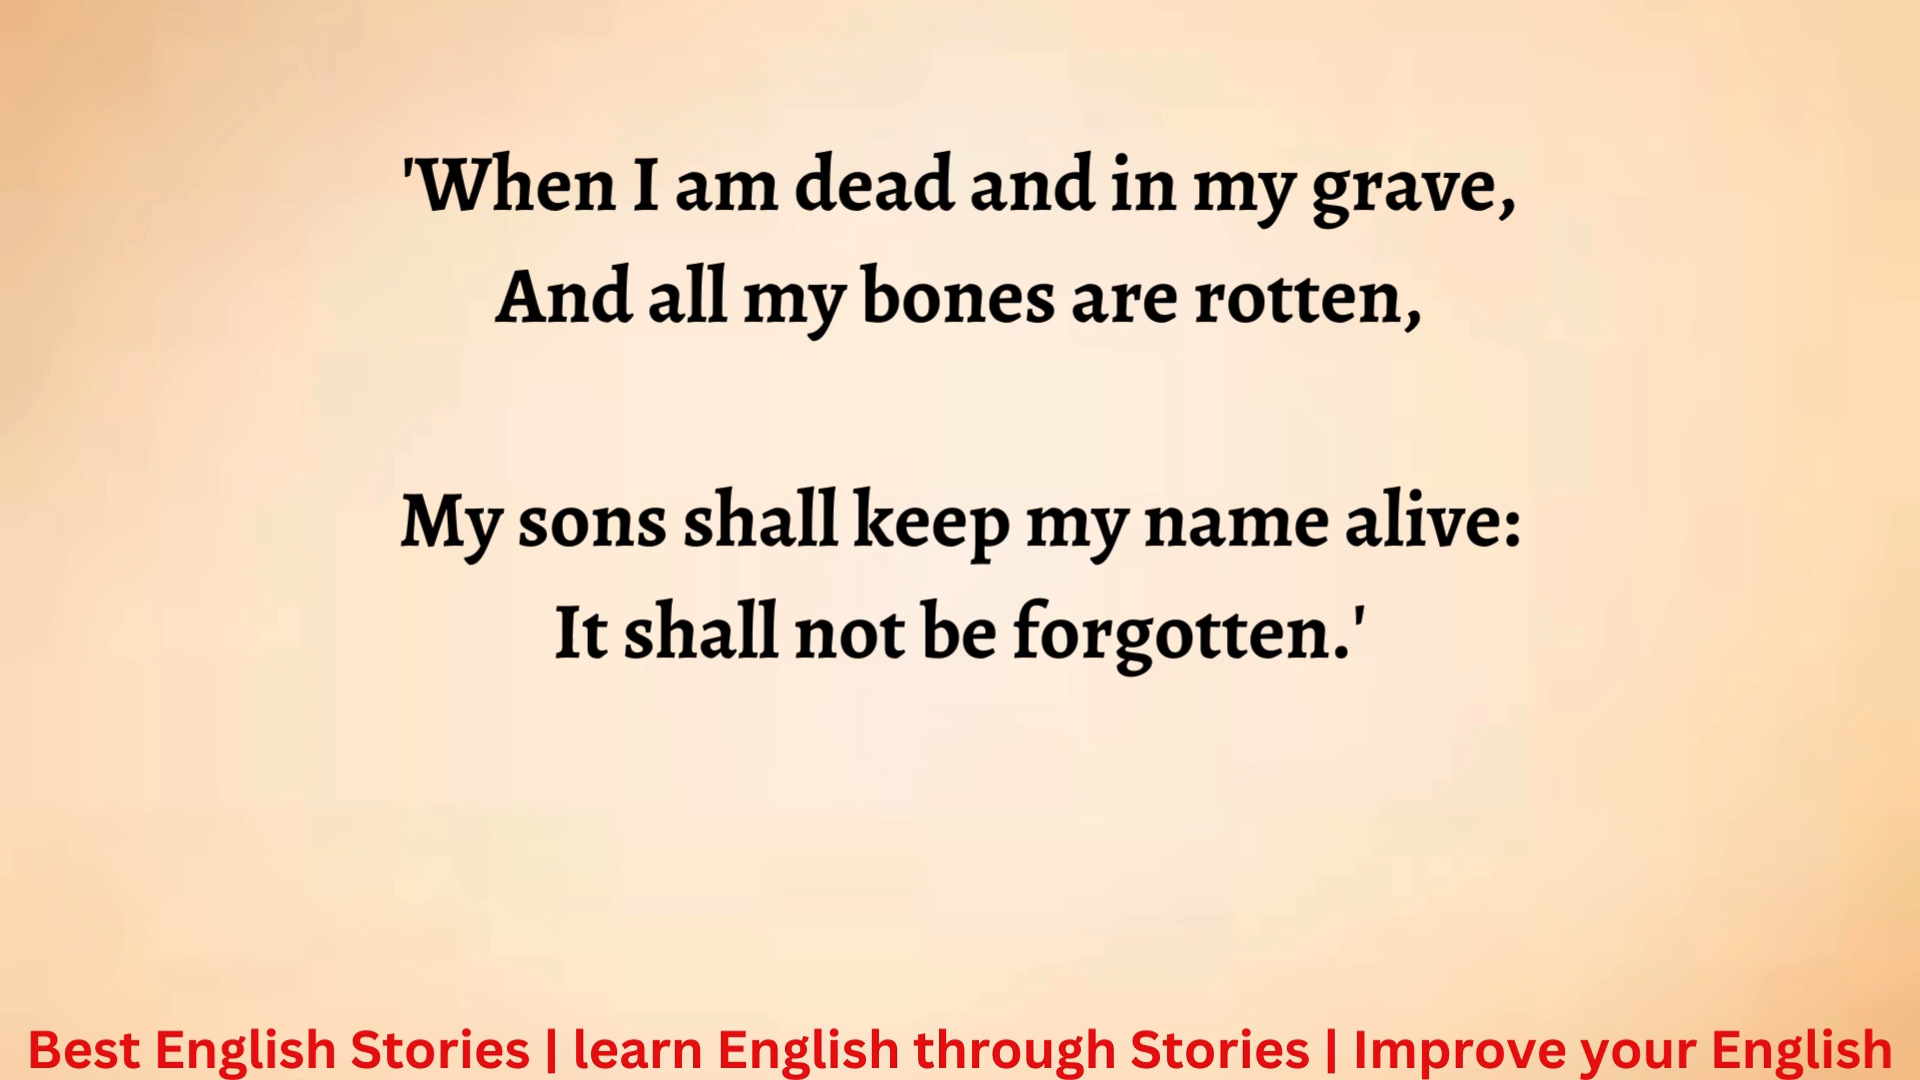 'When I am dead and in my grave,
And all my bones are rotten,
My sons shall keep my name alive:
It shall not be forgotten.'
Best English Stories | learn English through Stories | Improve your English